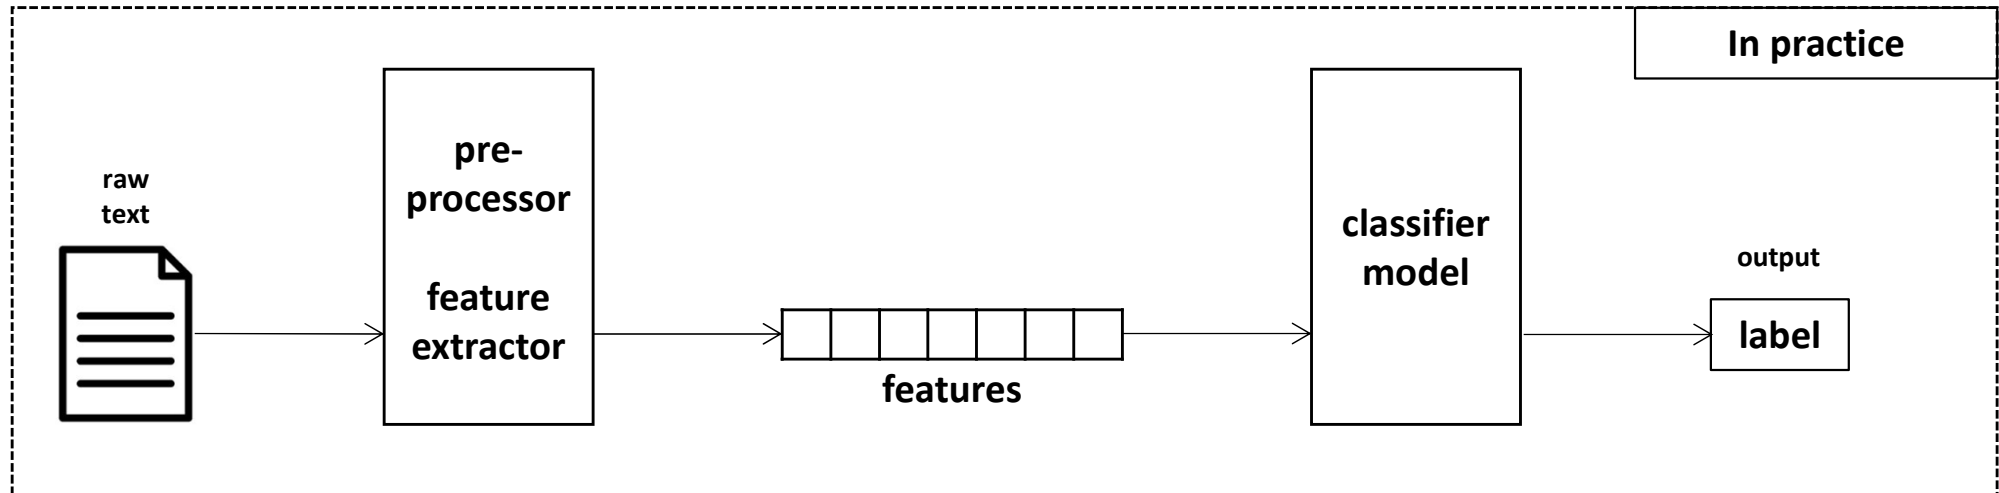 In practice
raw
text
pre-
processor
feature
extractor
features
classifier
model
output
label